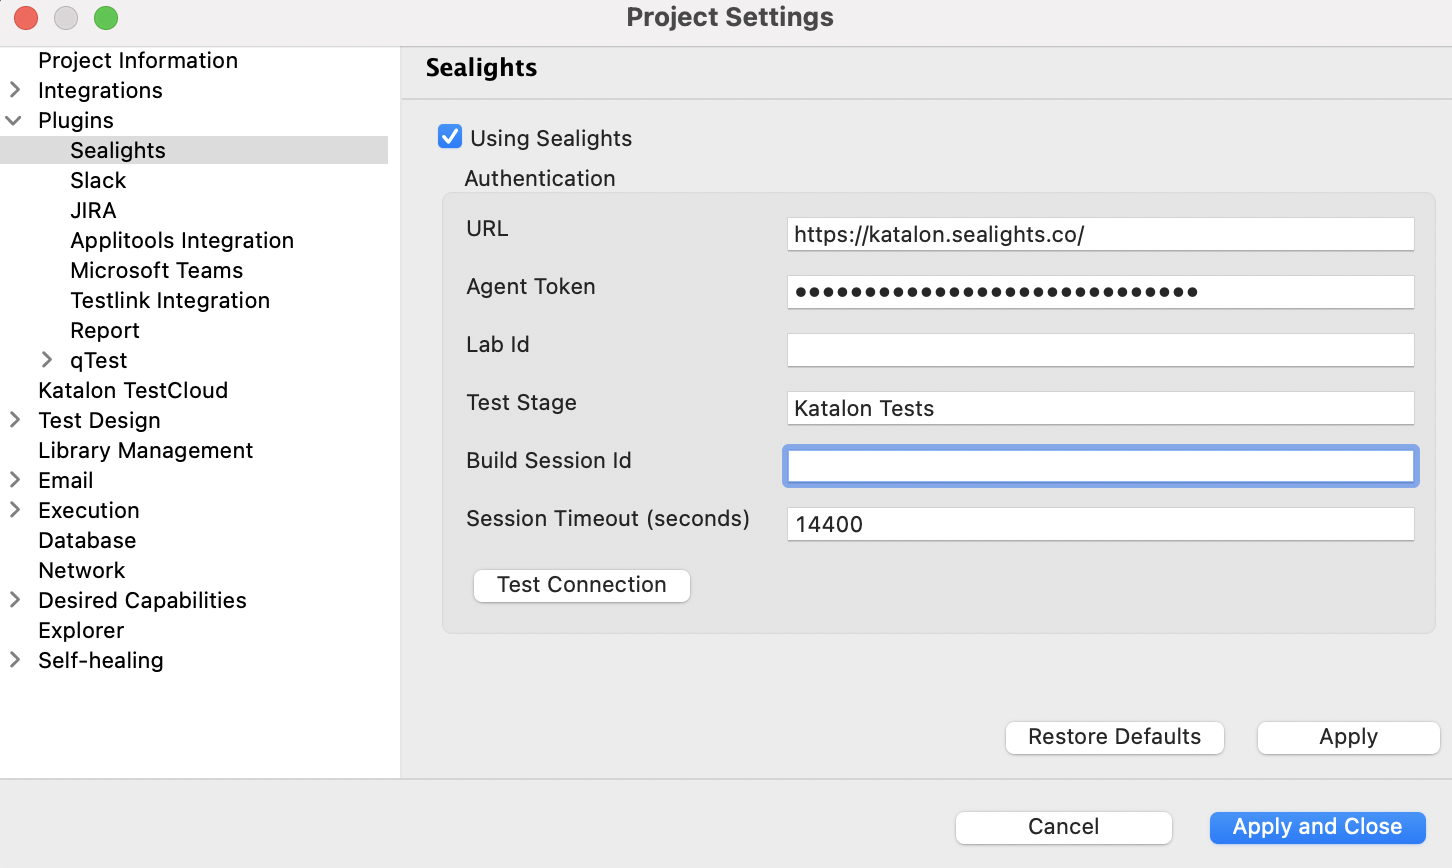 Project Settings
Project Information
Integrations
Plugins
Sealights
Slack
JIRA
Applitools Integration
Microsoft Teams
Testlink Integration
Report
qTest
Katalon TestCloud
Test Design
Library Management
Email
Execution
Database
Network
Desired Capabilities
Explorer
Self-healing
Sealights
Using Sealights
Authentication
URL https://katalon.sealights.co/
Agent Token •••••••••••••••••••••••••••••
Lab Id
Test Stage Katalon Tests
Build Session Id
Session Timeout (seconds) 14400
Test Connection
Restore Defaults Apply
Cancel Apply and Close